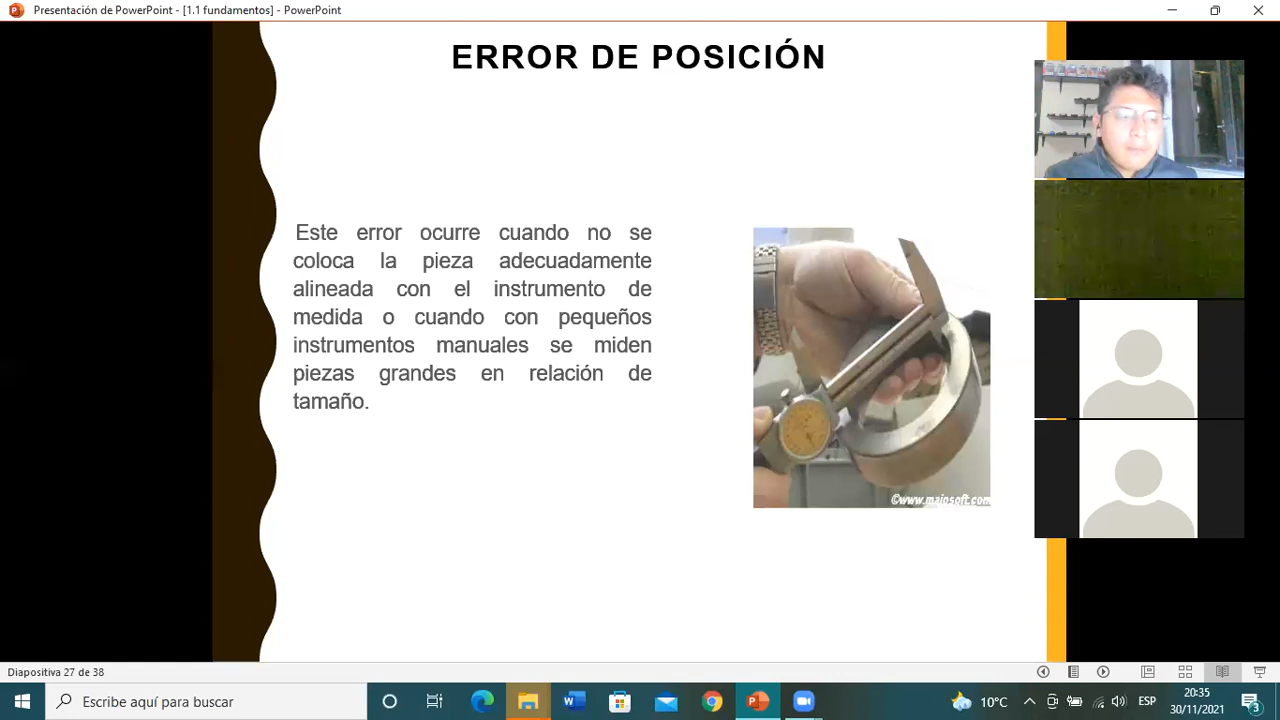 Presentación de PowerPoint - [1.1 fundamentos] - PowerPoint
ERROR DE POSICIÓN
Este error ocurre cuando no se
coloca la pieza adecuadamente
alineada con el instrumento de
medida o cuando con pequeños
instrumentos manuales se miden
piezas grandes en relación de
tamaño.
©www.mainsoft.com
Diapositiva 27 de 38
Escribe aquí para buscar
10°C
ESP
20:35
30/11/2021
3